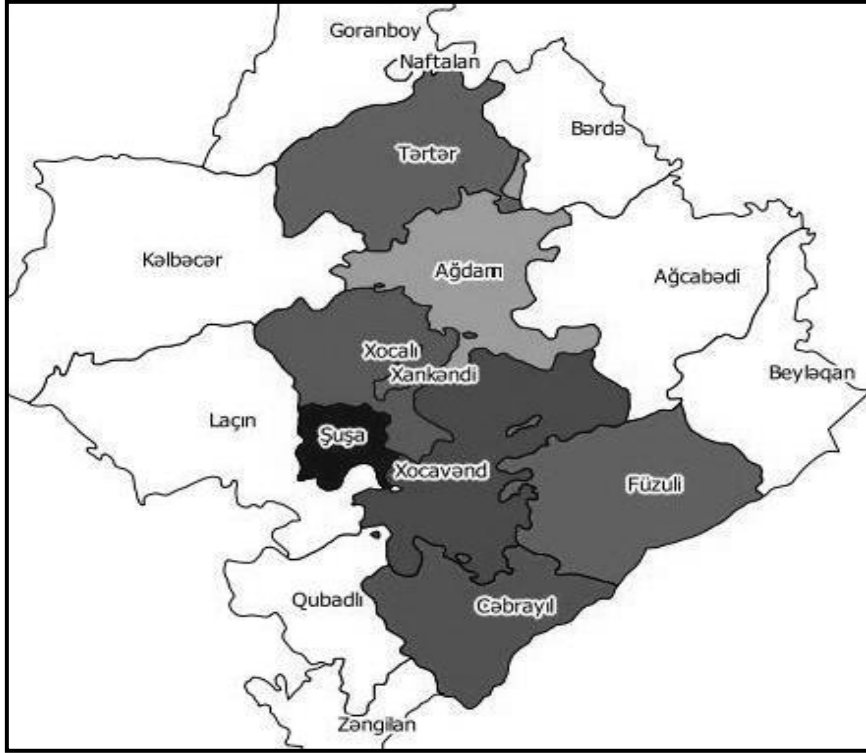 Goranboy
Naftalan
Bərdə
Tərtər
Kəlbəcər
Ağdam
Ağcabədi
Xocalı
Xankəndi
Beyləqan
Laçın
Şuşa
Xocavənd
Füzuli
Qubadlı
Cəbrayıl
Zəngilan